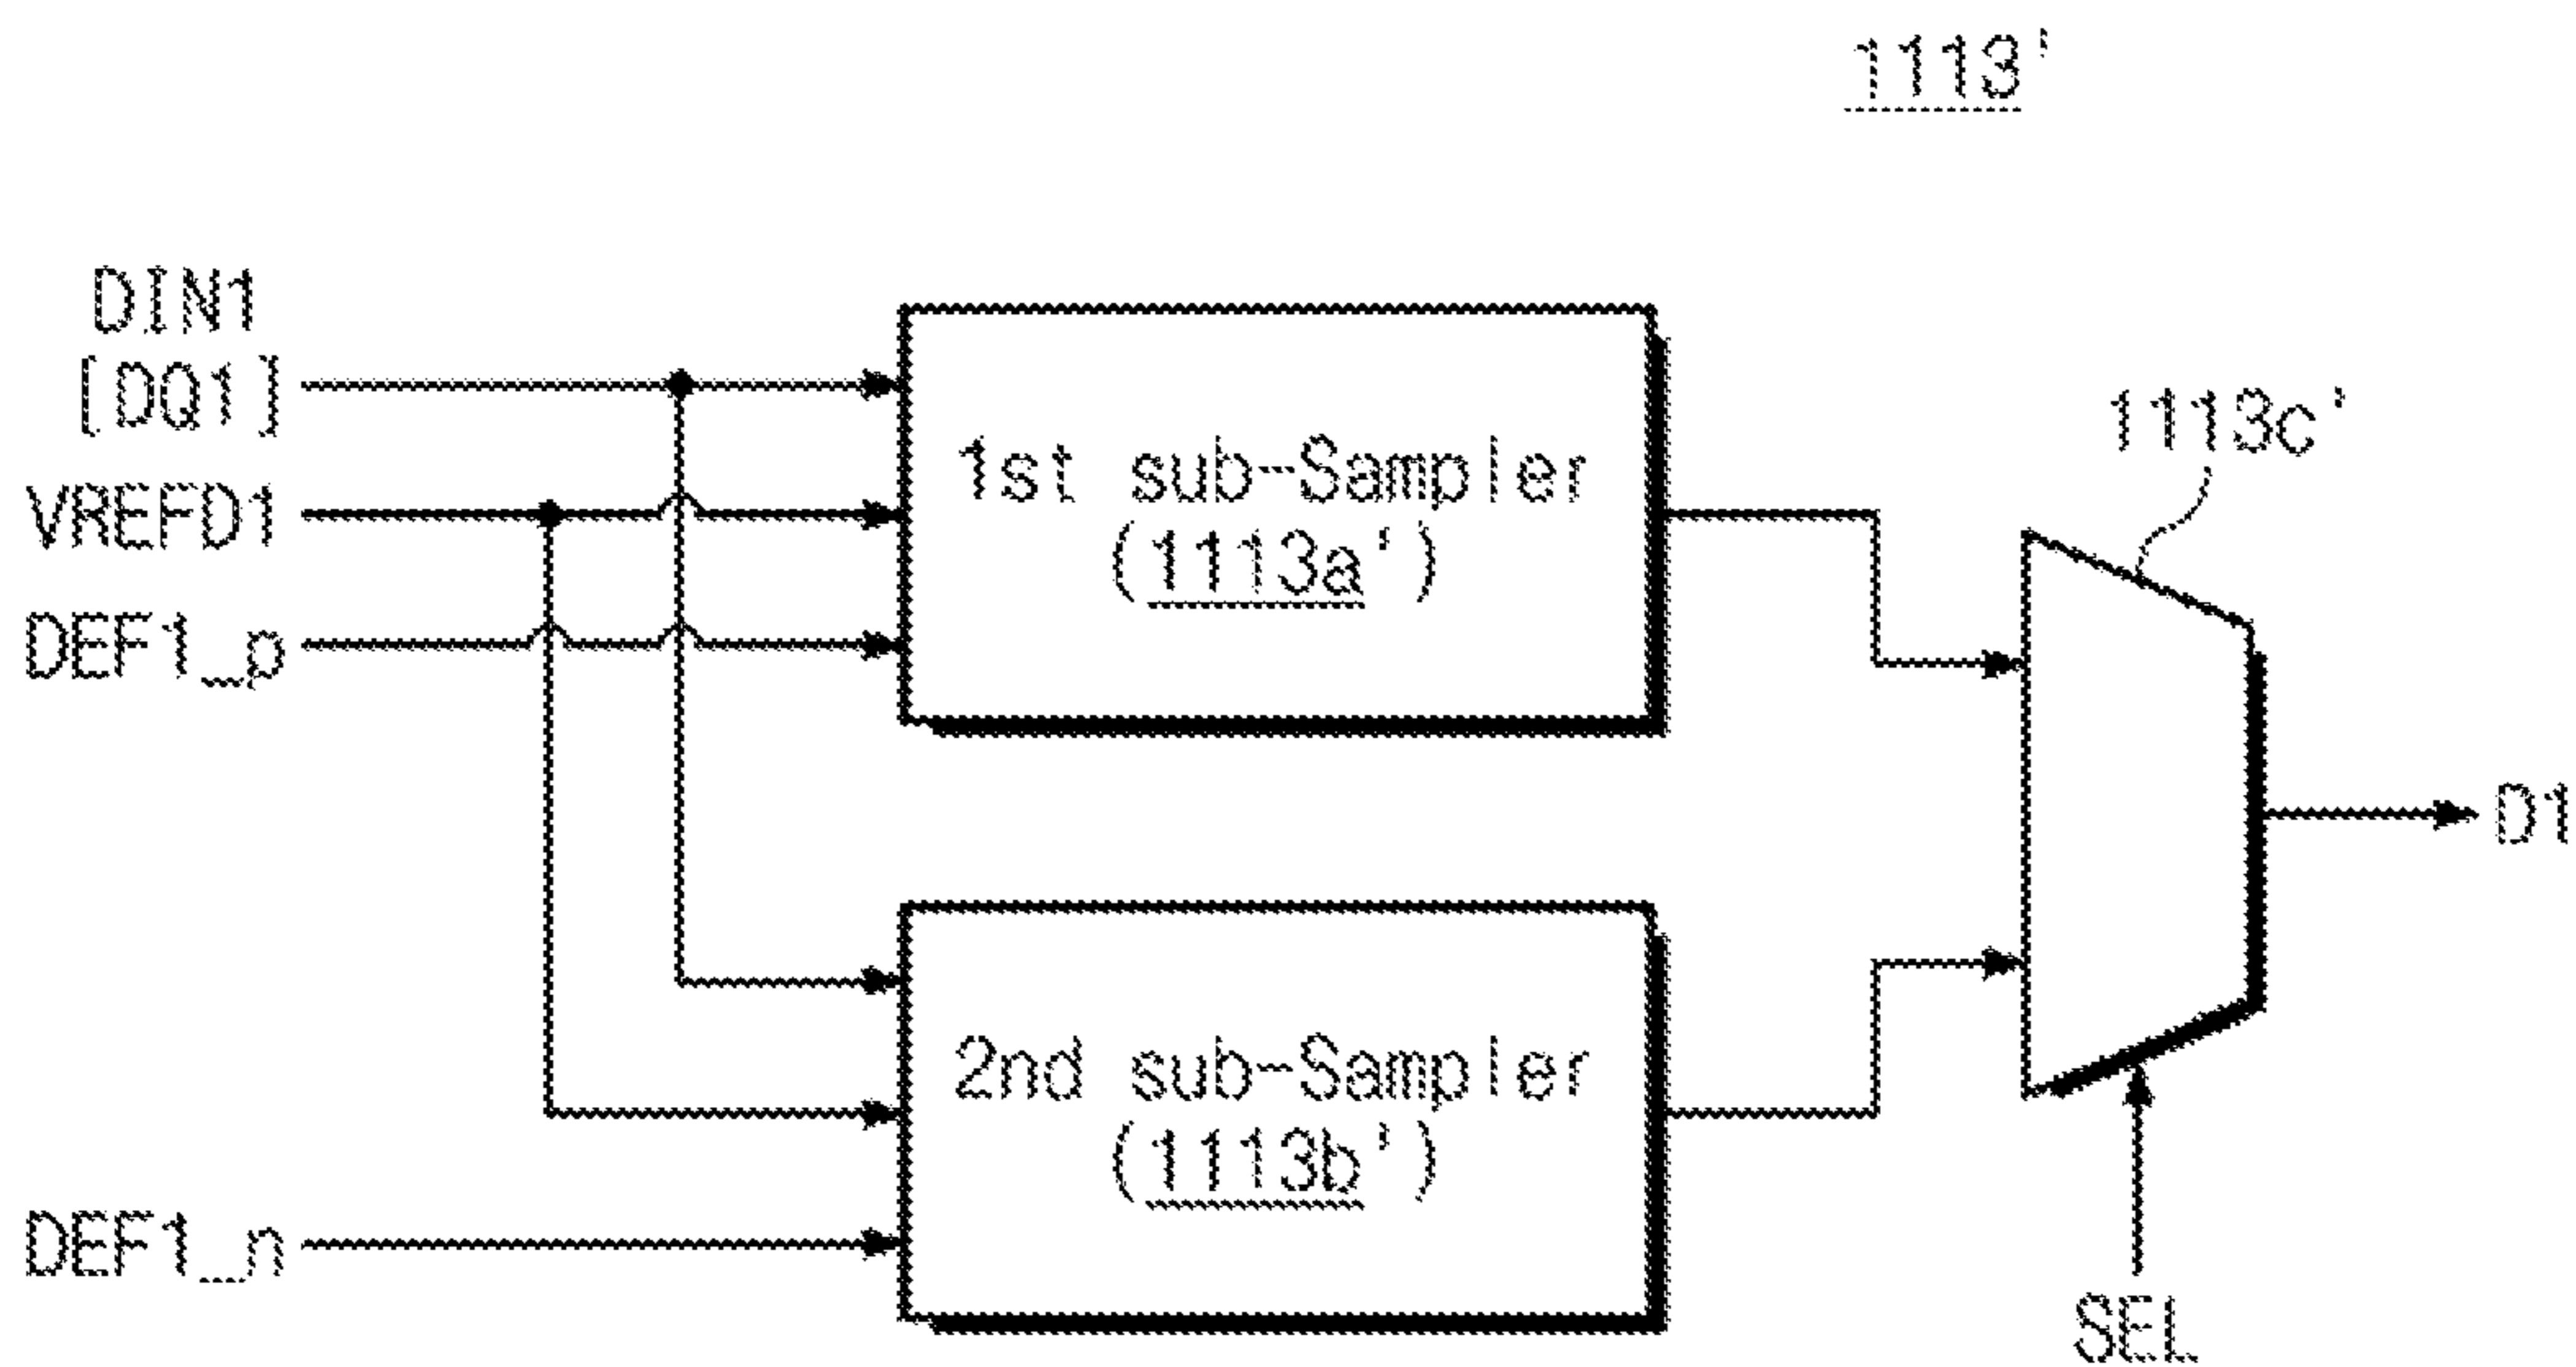 1113'
DIN1
[DQ1]
VREFD1
DEF1_p
1st sub-Sampler
(1113a')
1113c'
D1
2nd sub-Sampler
(1113b')
DEF1_n
SEL